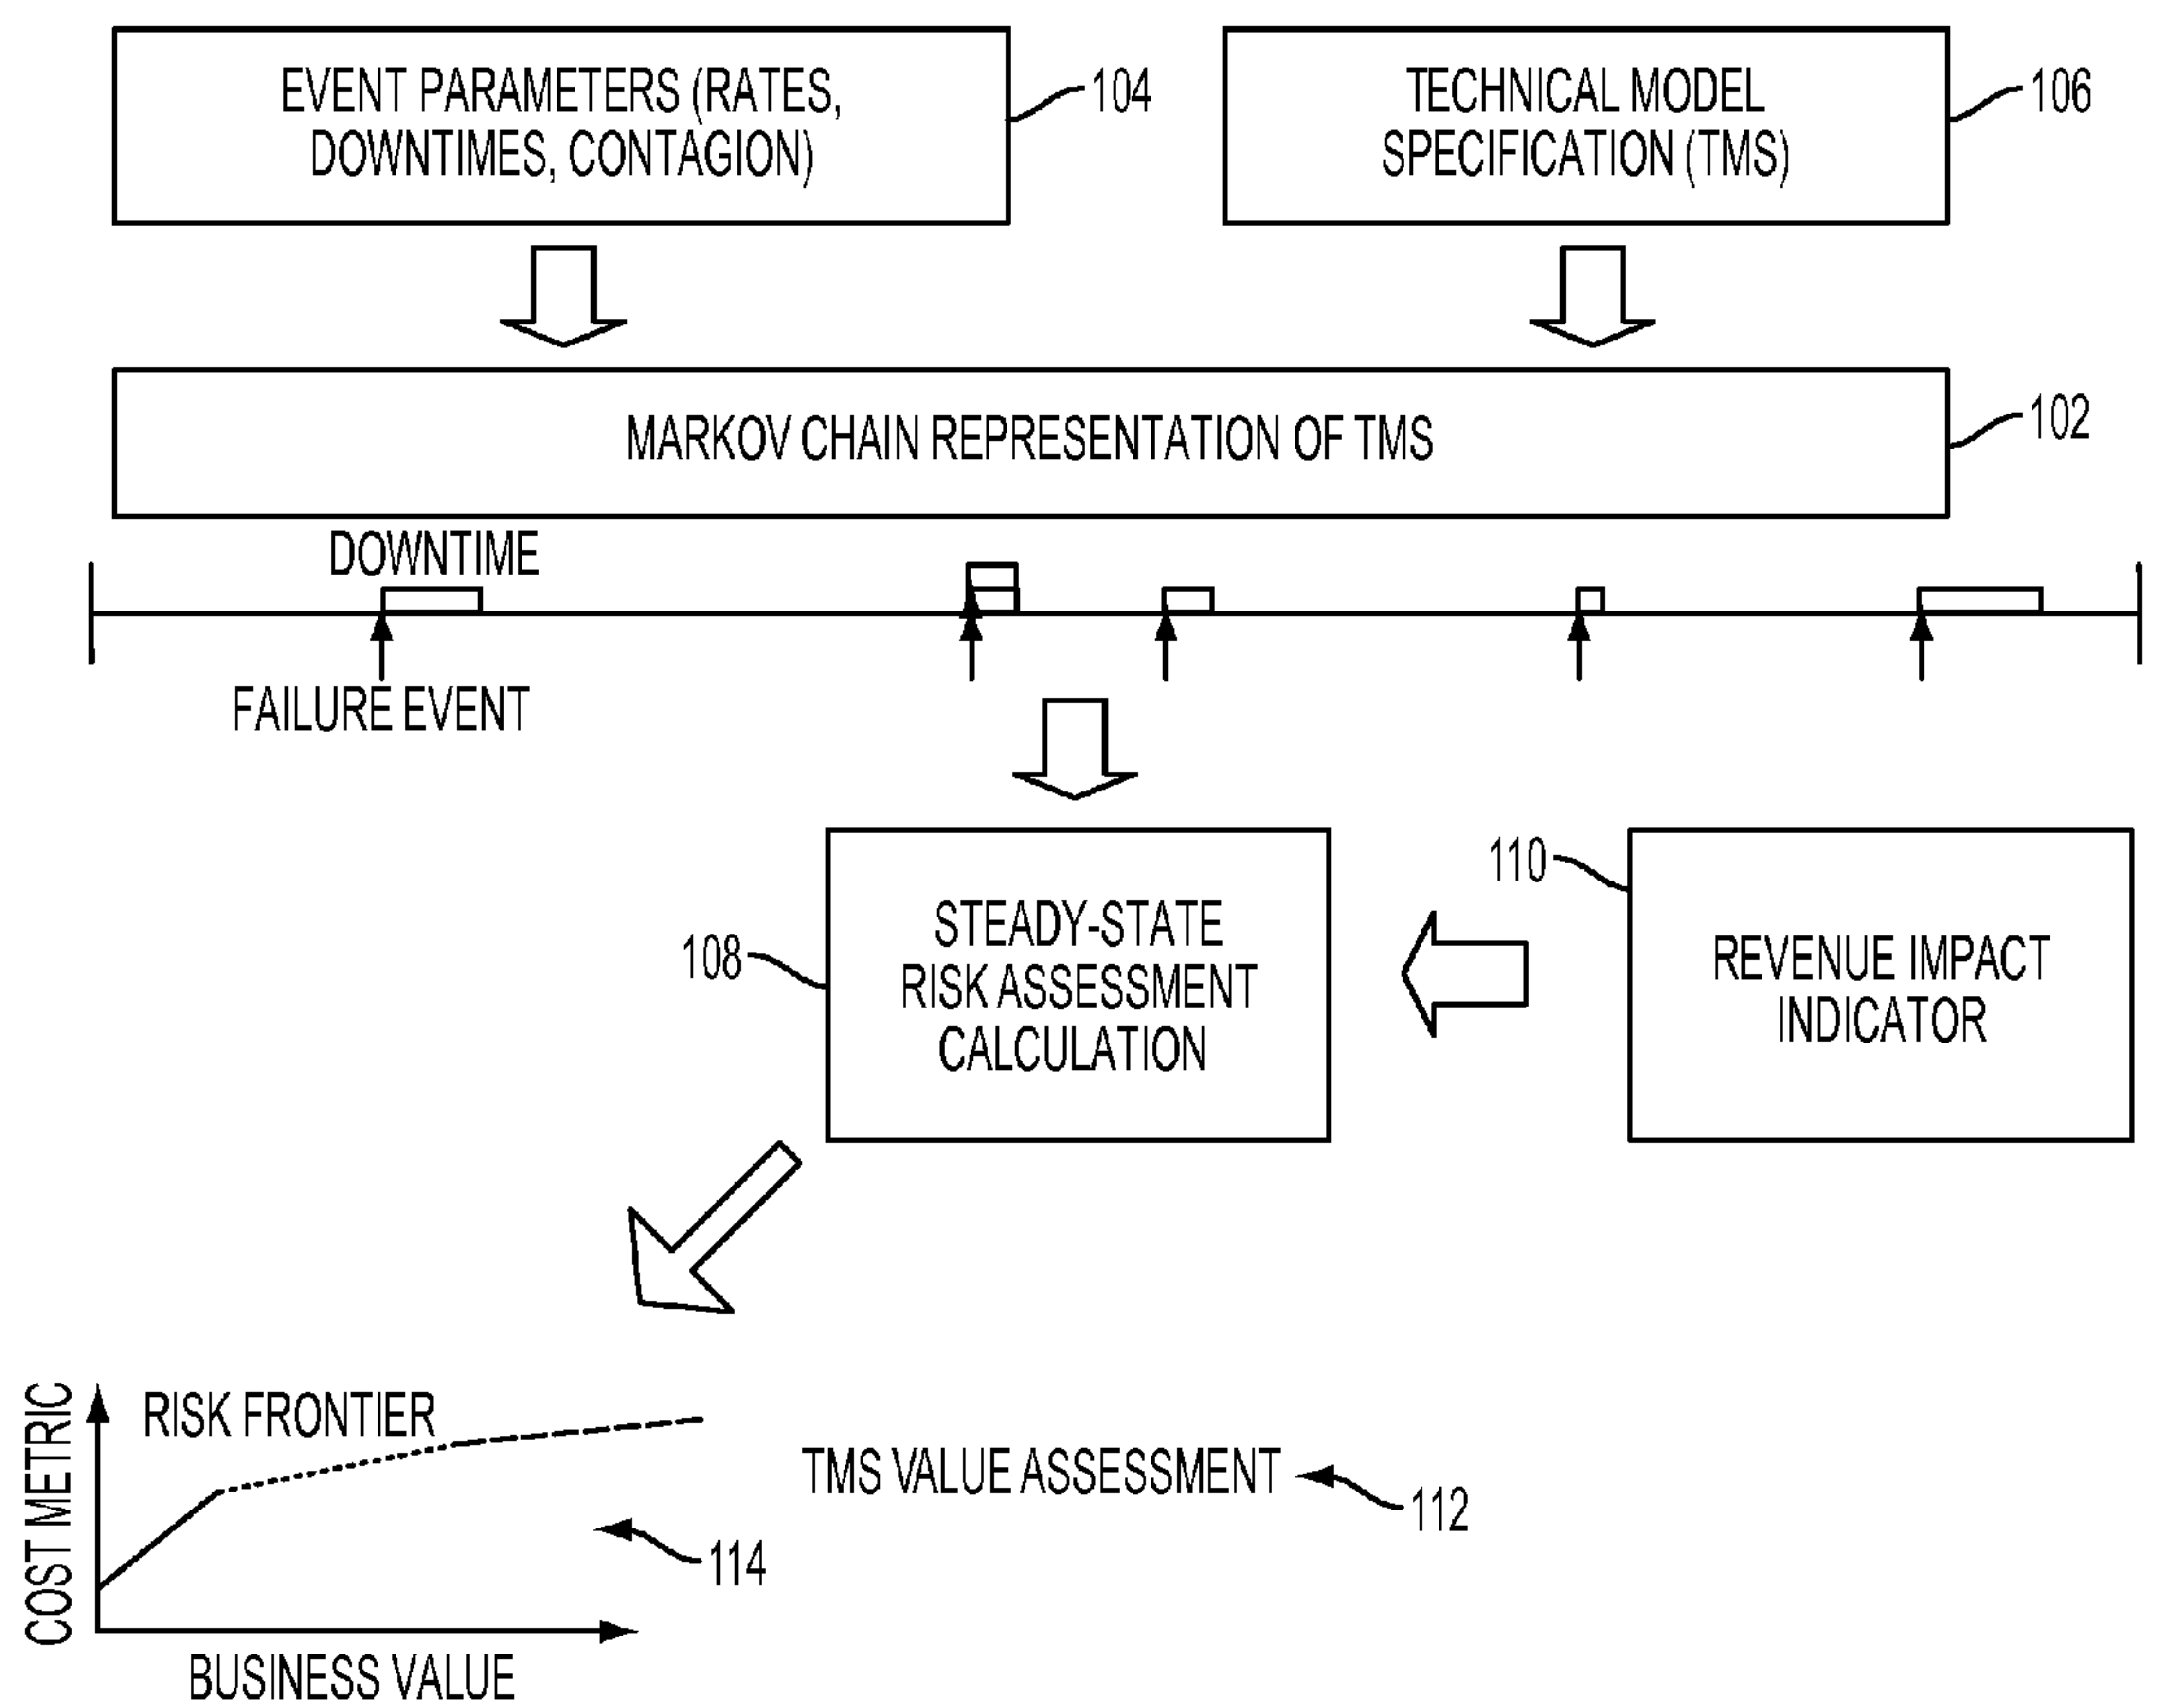 EVENT PARAMETERS (RATES,
DOWNTIMES, CONTAGION)
104
TECHNICAL MODEL
SPECIFICATION (TMS)
106
MARKOV CHAIN REPRESENTATION OF TMS
102
DOWNTIME
FAILURE EVENT
STEADY-STATE
RISK ASSESSMENT
CALCULATION
108
110
REVENUE IMPACT
INDICATOR
RISK FRONTIER
COST METRIC
BUSINESS VALUE
114
TMS VALUE ASSESSMENT
112